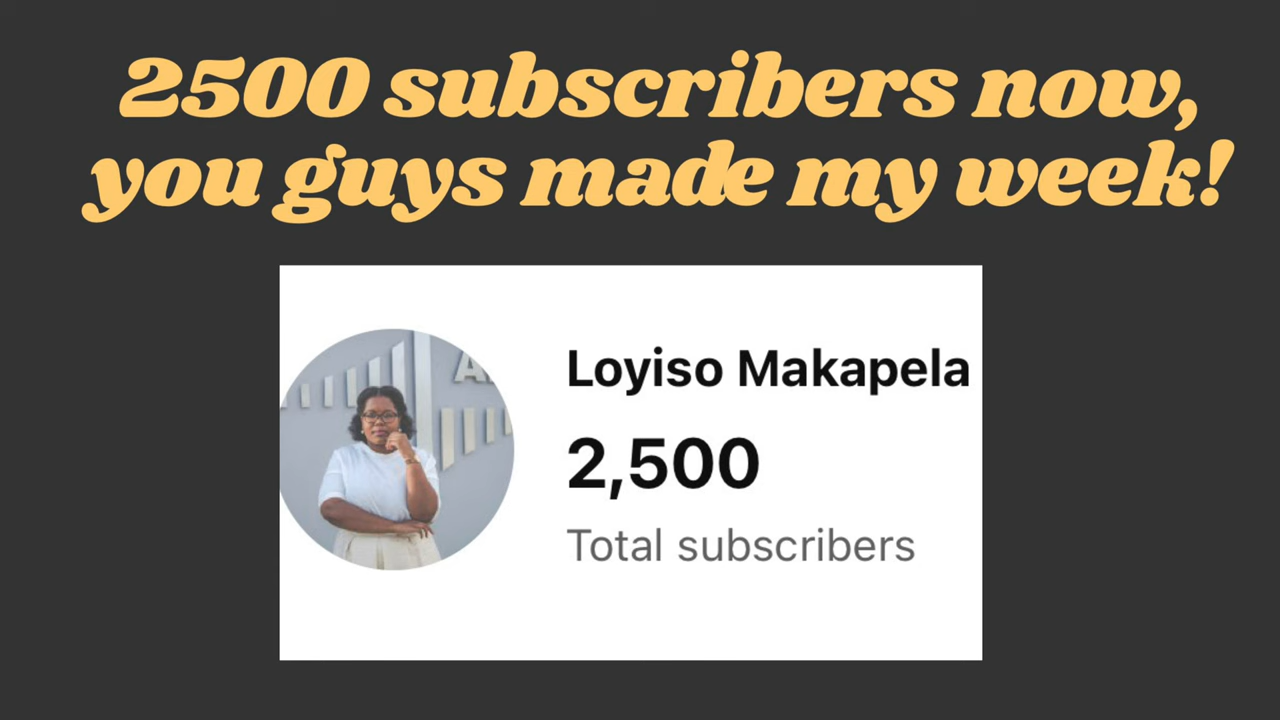 2500 subscribers now,
you guys made my week!
Loyiso Makapela
2,500
Total subscribers